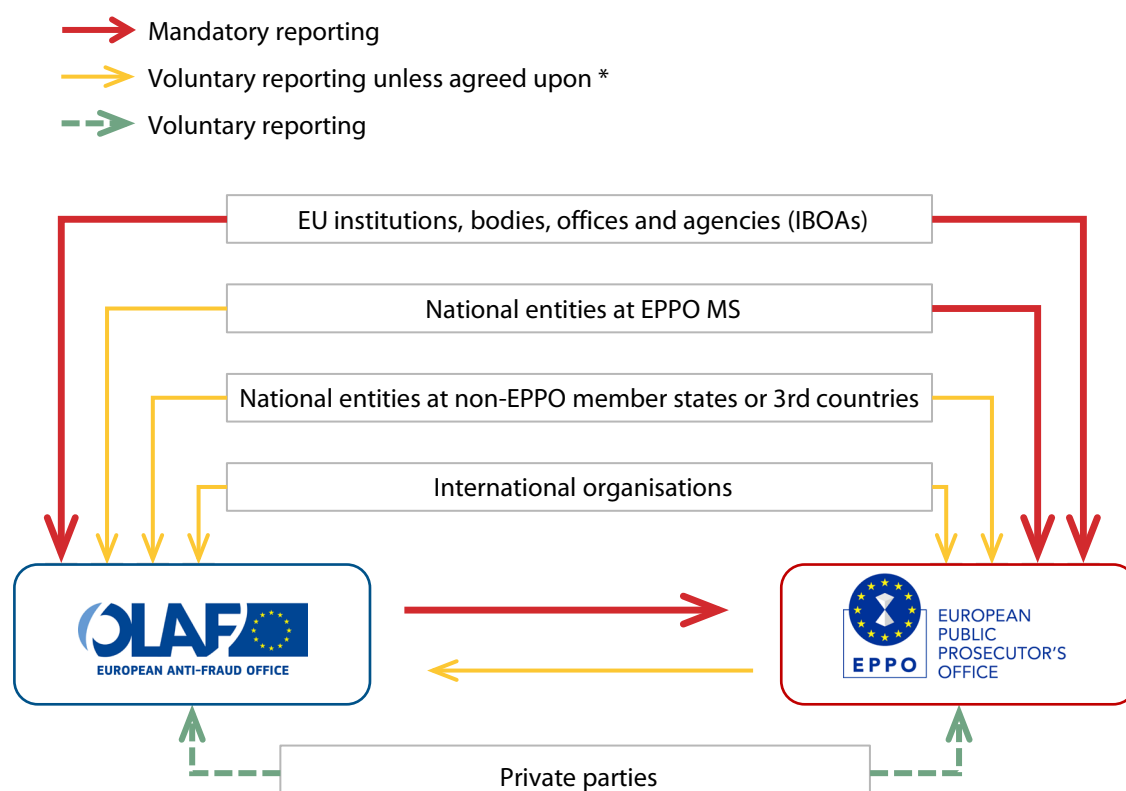 Mandatory reporting
Voluntary reporting unless agreed upon *
Voluntary reporting
EU institutions, bodies, offices and agencies (IBOAs)
National entities at EPPO MS
National entities at non-EPPO member states or 3rd countries
International organisations
OLAF
EUROPEAN ANTI-FRAUD OFFICE
EPPO
EUROPEAN
PUBLIC
PROSECUTOR'S
OFFICE
Private parties